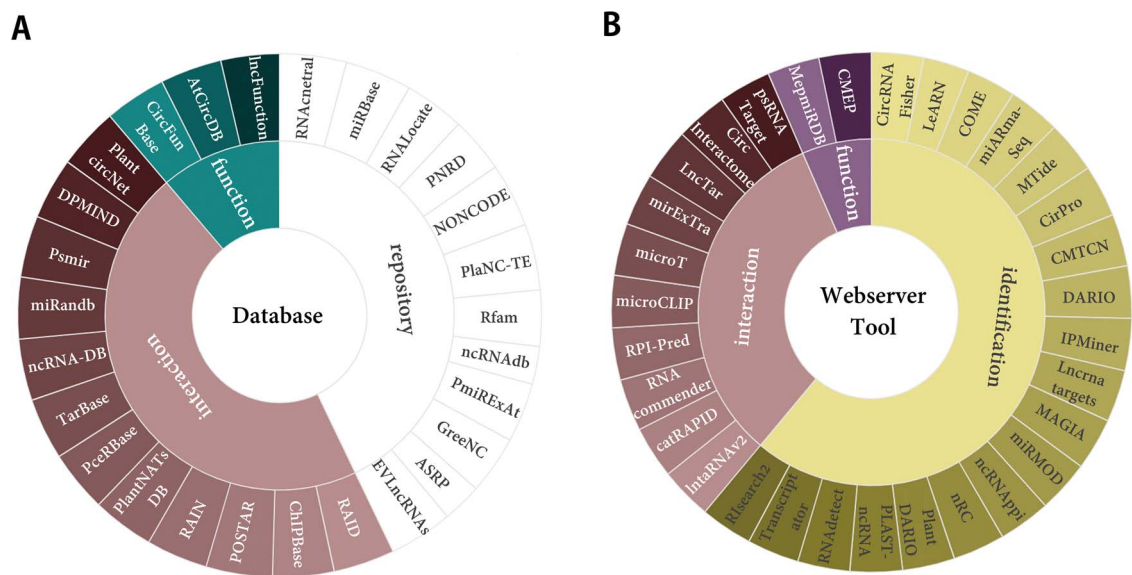 A
Database
repository
RNAcnetral
miRBase
RNALocate
PNRD
NONCODE
PlaNC-TE
Rfam
ncRNAdb
PmiRExAt
GreeNC
ASRP
EVLncRNAs
interaction
RAID
ChIPBase
POSTAR
RAIN
PlantNATs
DB
PceRBase
TarBase
ncRNA-DB
miRandb
Psmir
DPMIND
Plant
circNet
function
CircFun
Base
AtCircDB
lncFunction
B
Webserver
Tool
identification
CircRNA
Fisher
LeARN
COME
miARma-
Seq
MTide
CirPro
CMTCN
DARIO
IPMiner
Lncrna
targets
MAGIA
miRMOD
ncRNAppi
nRC
Plant
DARIO
PLAST-
ncRNA
RNAdetect
Transcript
ator
RIsearch2
interaction
IntaRNAv2
catRAPID
RNA
commender
RPI-Pred
microCLIP
microT
mirExTra
LncTar
Circ
Interactome
psRNA
Target
function
MepmiRDB
CMEP